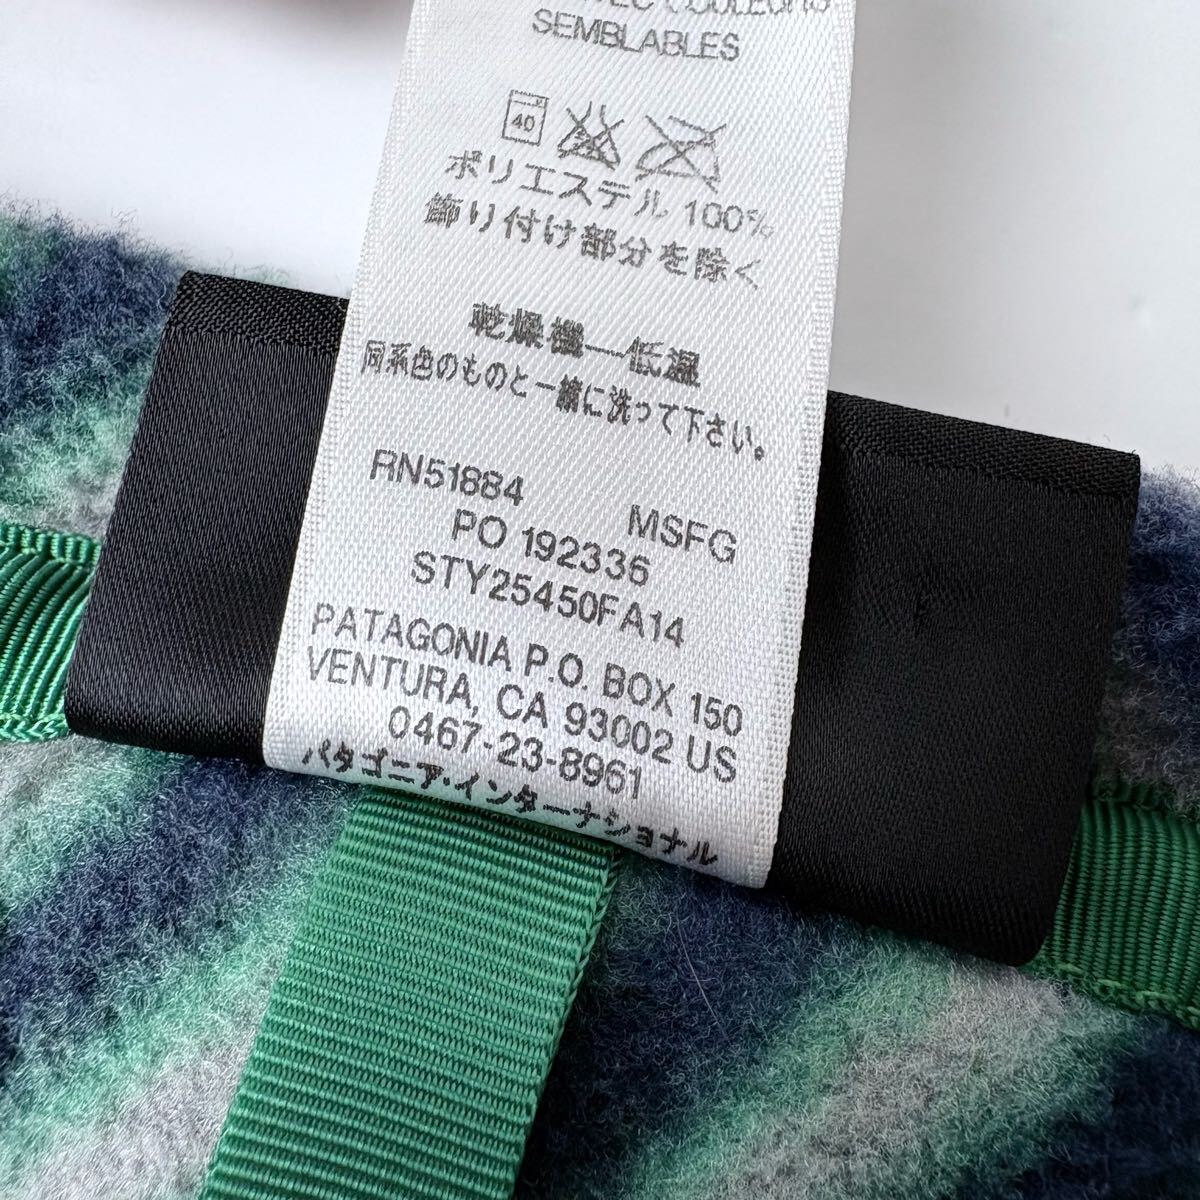 AVEC COULEURS
SEMBLABLES
40
ポリエステル 100%
飾り付け部分を除く
乾燥機—低温
同系色のものと一緒に洗って下さい。
RN51884 MSFG
PO 192336
STY25450FA14
PATAGONIA P.O. BOX 150
VENTURA, CA 93002 US
0467-23-8961
パタゴニア・インターナショナル